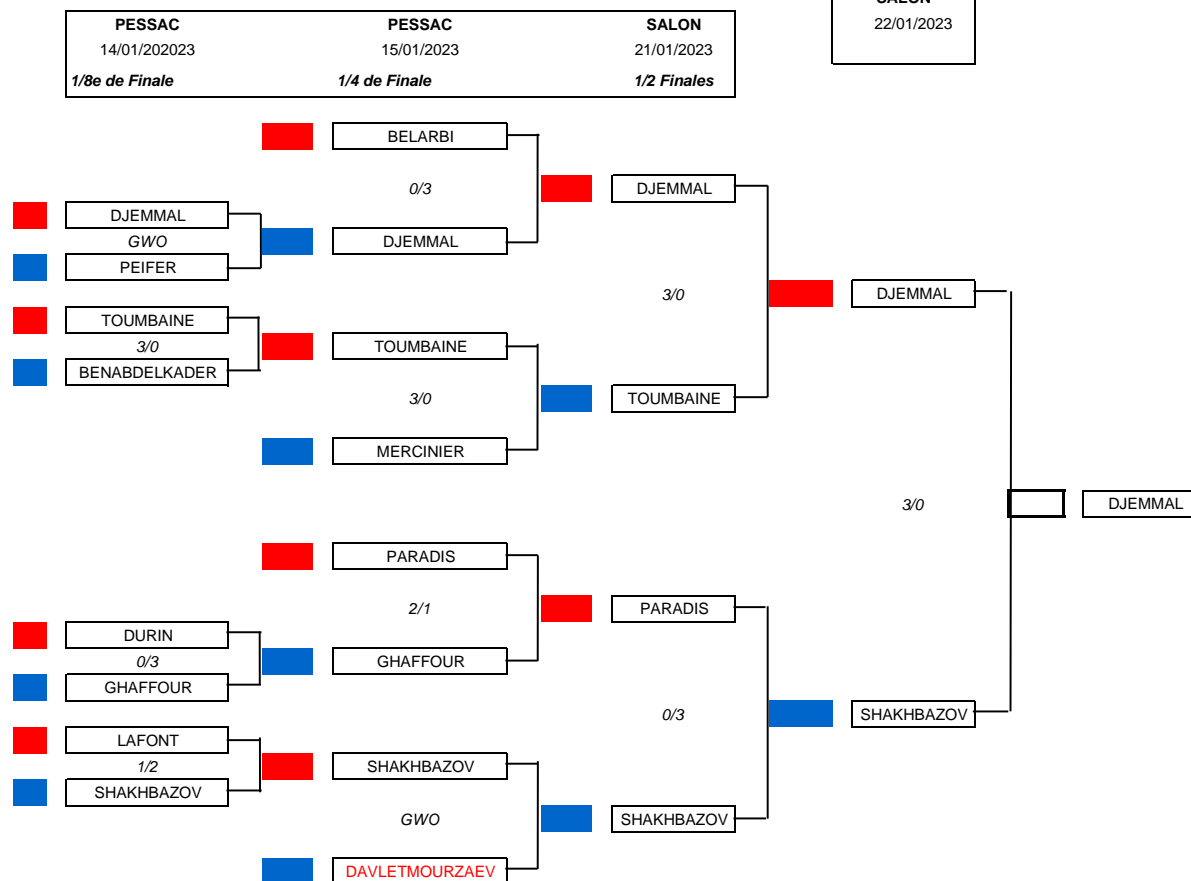 SALON
22/01/2023
PESSAC PESSAC SALON
14/01/202023 15/01/2023 21/01/2023
1/8e de Finale 1/4 de Finale 1/2 Finales
BELARBI
0/3
DJEMMAL
DJEMMAL
GWO
DJEMMAL
PEIFER
3/0
DJEMMAL
TOUMBAINE
3/0
TOUMBAINE
BENABDELKADER
3/0
TOUMBAINE
MERCINIER
3/0
DJEMMAL
PARADIS
2/1
PARADIS
DURIN
0/3
GHAFFOUR
GHAFFOUR
0/3
SHAKHBAZOV
LAFONT
1/2
SHAKHBAZOV
SHAKHBAZOV
GWO
SHAKHBAZOV
DAVLETMOURZAEV